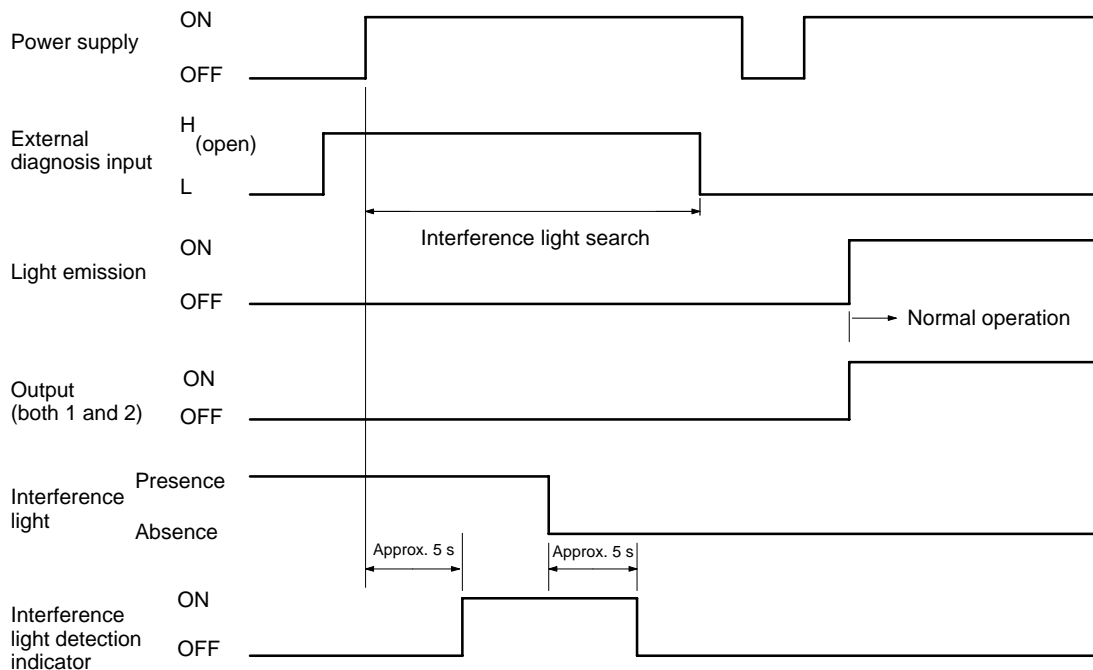 ON
Power supply
OFF
H
(open)
External
diagnosis input
L
Interference light search
ON
Light emission
OFF
Normal operation
ON
Output
(both 1 and 2)
OFF
Presence
Interference
light
Absence
Approx. 5 s
Approx. 5 s
ON
Interference
light detection
indicator
OFF